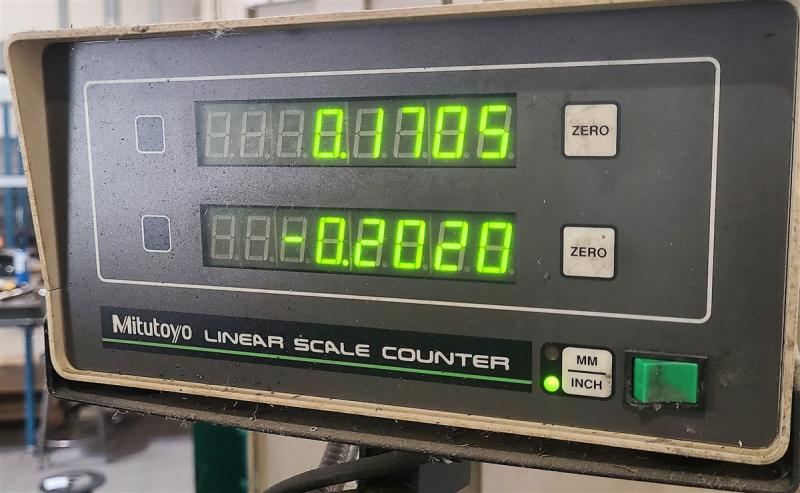 0.1705
ZERO
-0.2020
ZERO
Mitutoyo LINEAR SCALE COUNTER
MM
INCH